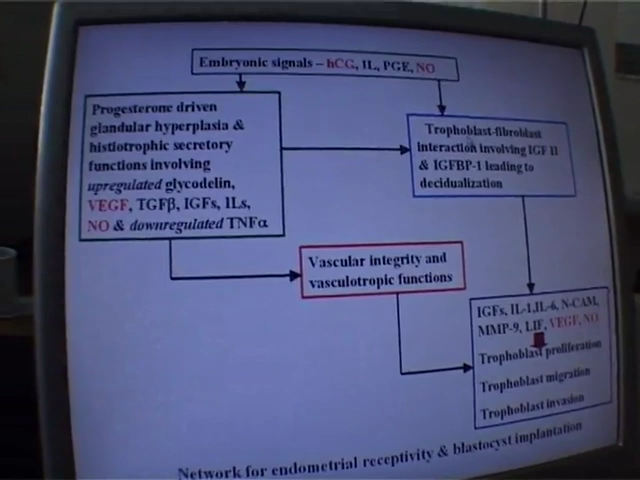 Embryonic signals – hCG, IL, PGE, NO
Progesterone driven
glandular hyperplasia &
histiotrophic secretory
functions involving
upregulated glycodelin,
VEGF, TGFβ, IGFs, ILs,
NO & downregulated TNFα
Trophoblast-fibroblast
interaction involving IGF II
& IGFBP-1 leading to
decidualization
Vascular integrity and
vasculotropic functions
IGFs, IL-1,IL-6, N-CAM,
MMP-9, LIF, VEGF, NO
Trophoblast proliferation
Trophoblast migration
Trophoblast invasion
Network for endometrial receptivity & blastocyst implantation